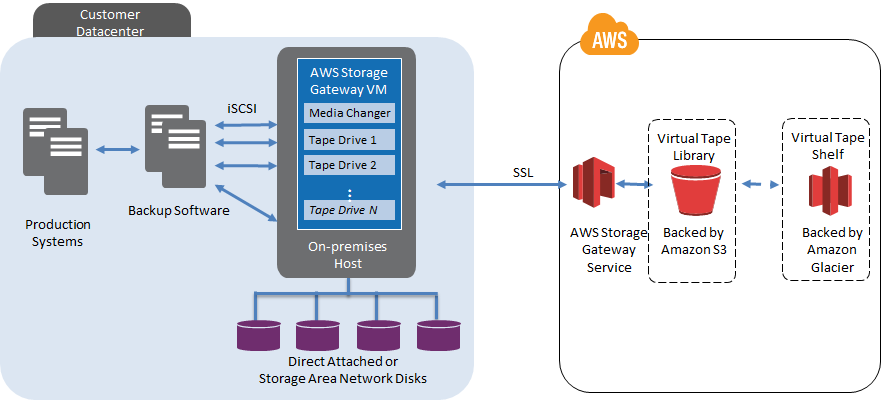 Customer
Datacenter
AWS
AWS Storage
Gateway VM
iSCSI
Media Changer
Tape Drive 1
Tape Drive 2
Tape Drive N
Production
Systems
Backup Software
On-premises
Host
Direct Attached or
Storage Area Network Disks
SSL
AWS Storage
Gateway
Service
Virtual Tape
Library
Backed by
Amazon S3
Virtual Tape
Shelf
Backed by
Amazon
Glacier